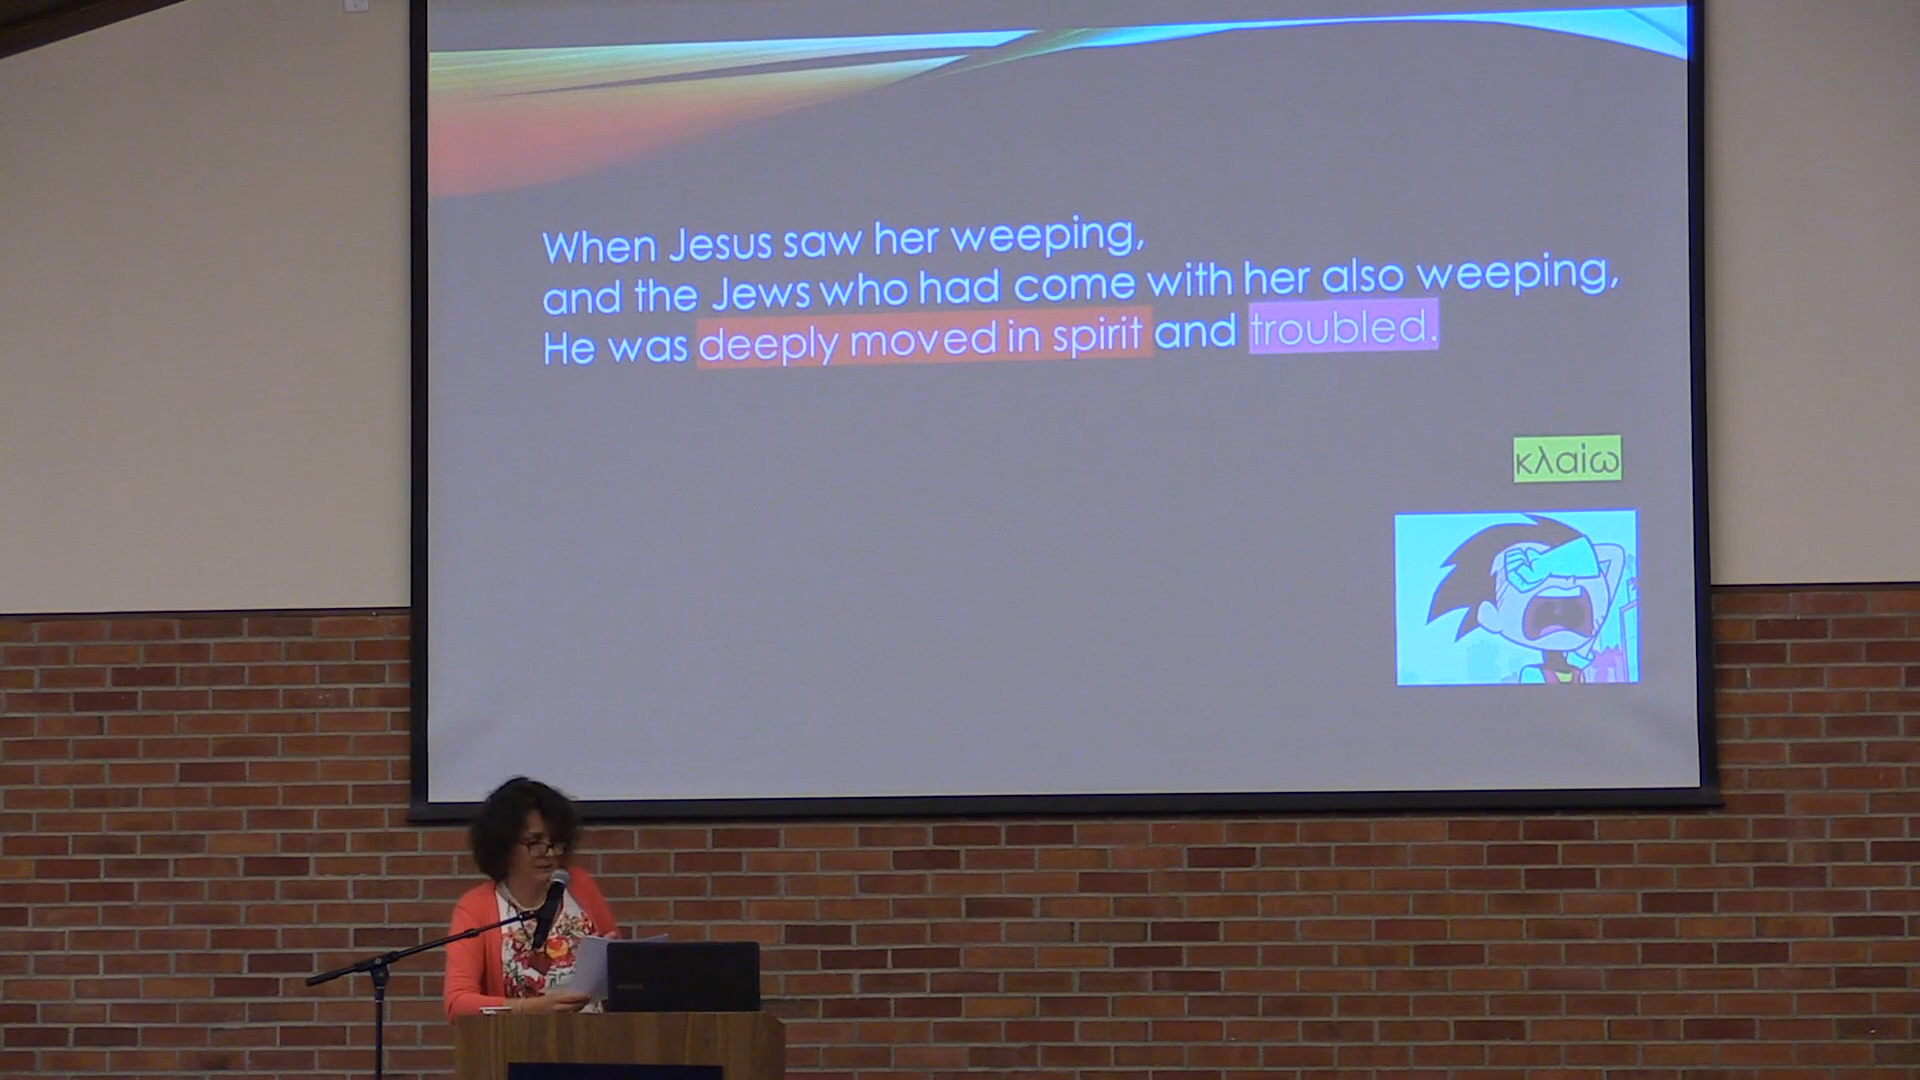 When Jesus saw her weeping,
and the Jews who had come with her also weeping,
He was deeply moved in spirit and troubled.
κλαίω